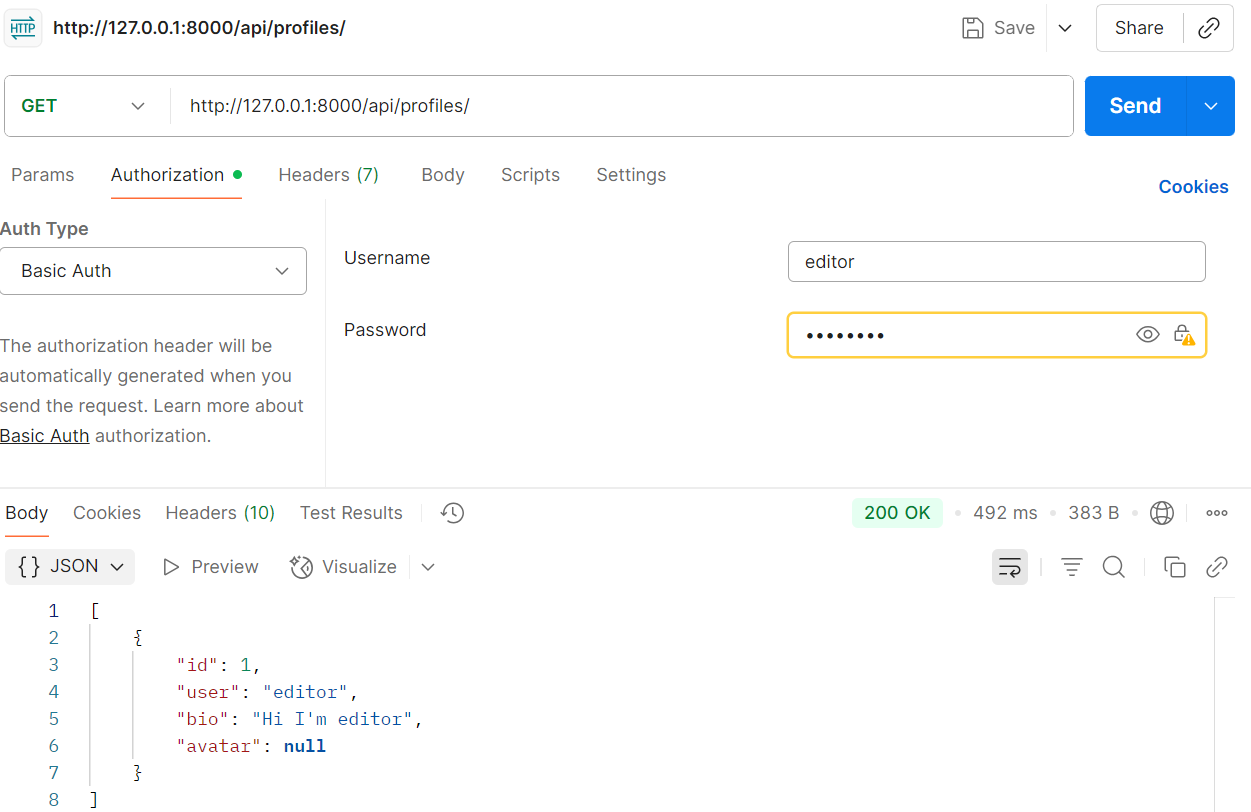 HTTP http://127.0.0.1:8000/api/profiles/ Save Share
GET http://127.0.0.1:8000/api/profiles/ Send
Params Authorization Headers (7) Body Scripts Settings Cookies
Auth Type
Basic Auth
The authorization header will be
automatically generated when you
send the request. Learn more about
Basic Auth authorization.
Username editor
Password ••••••••
Body Cookies Headers (10) Test Results 200 OK • 492 ms • 383 B •
{} JSON Preview Visualize
1 [
2 {
3 "id": 1,
4 "user": "editor",
5 "bio": "Hi I'm editor",
6 "avatar": null
7 }
8 ]